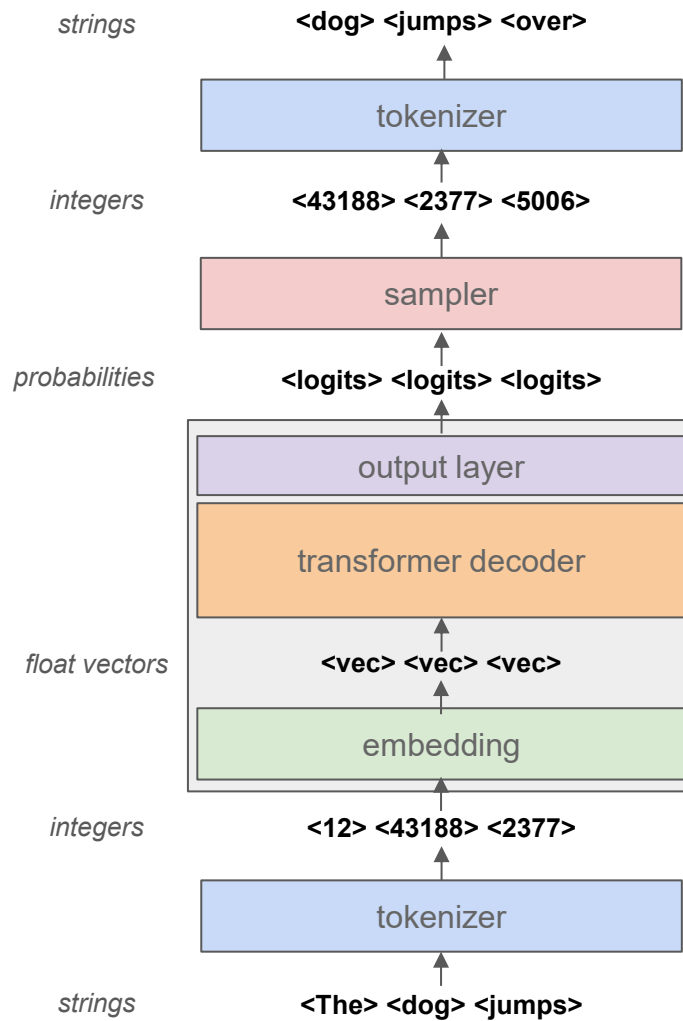 strings <dog> <jumps> <over>
tokenizer
integers <43188> <2377> <5006>
sampler
probabilities <logits> <logits> <logits>
output layer
transformer decoder
float vectors <vec> <vec> <vec>
embedding
integers <12> <43188> <2377>
tokenizer
strings <The> <dog> <jumps>